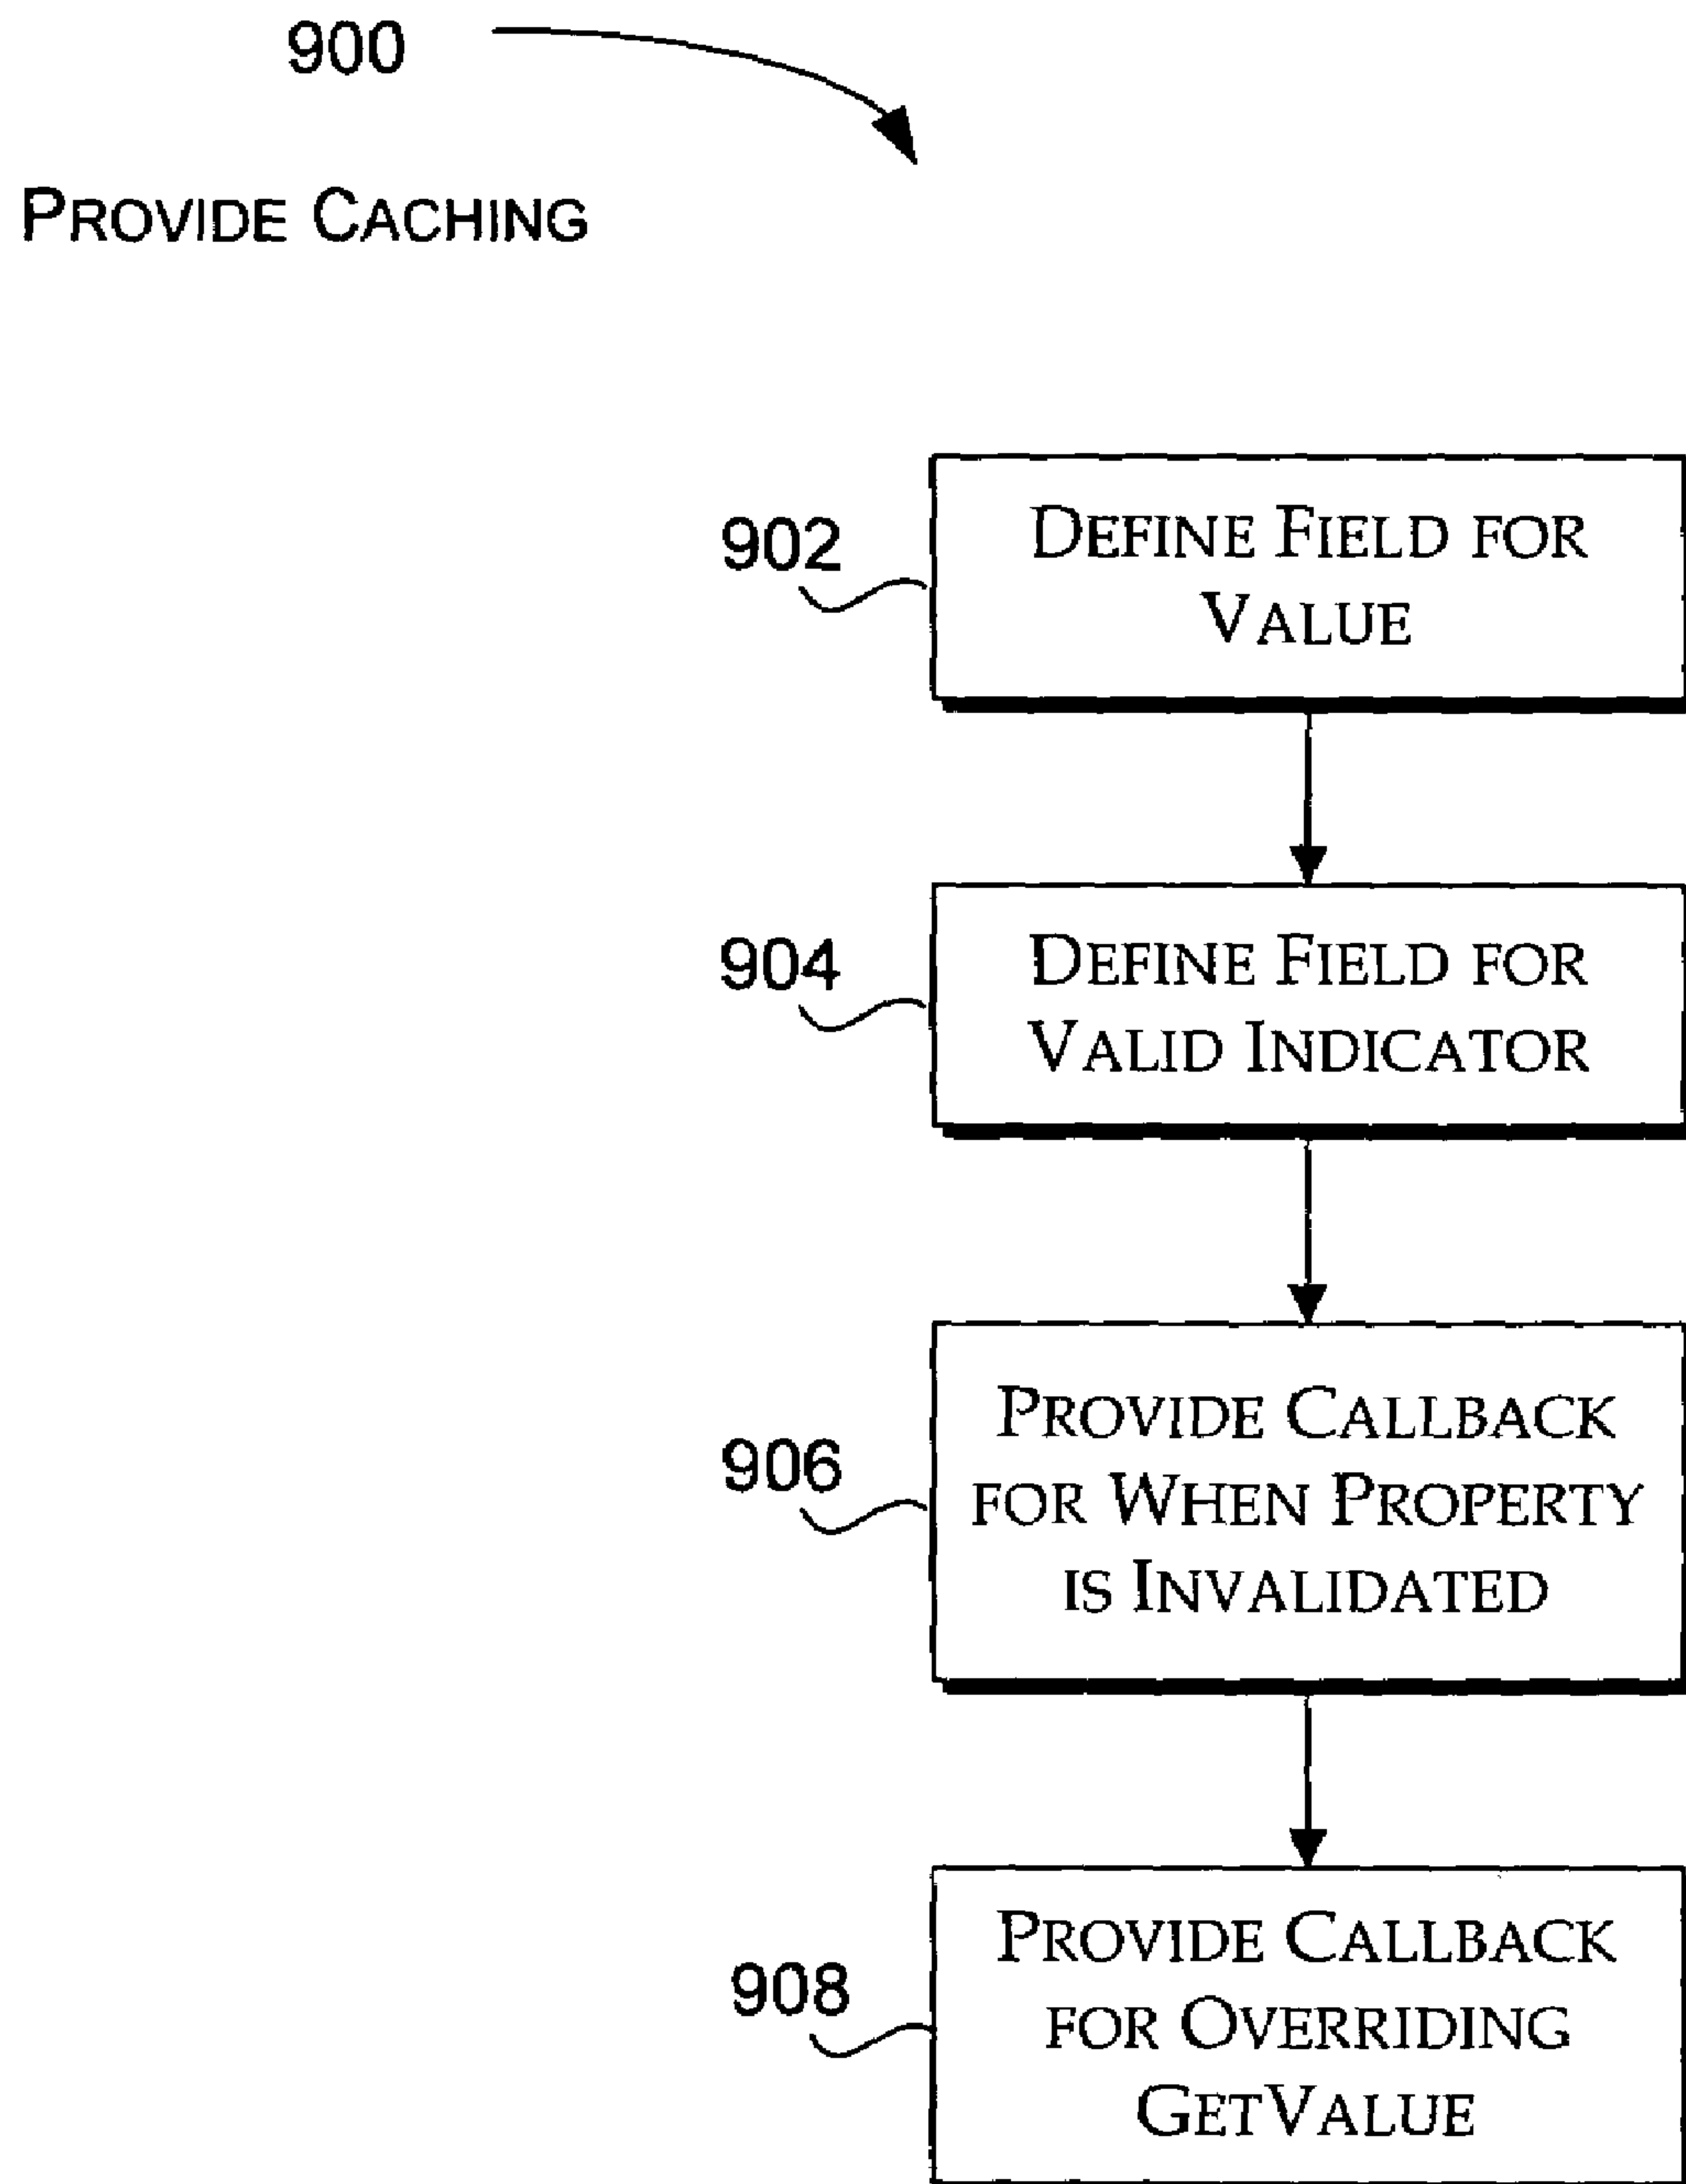 900
PROVIDE CACHING
902
DEFINE FIELD FOR
VALUE
904
DEFINE FIELD FOR
VALID INDICATOR
906
PROVIDE CALLBACK
FOR WHEN PROPERTY
IS INVALIDATED
908
PROVIDE CALLBACK
FOR OVERRIDING
GETVALUE